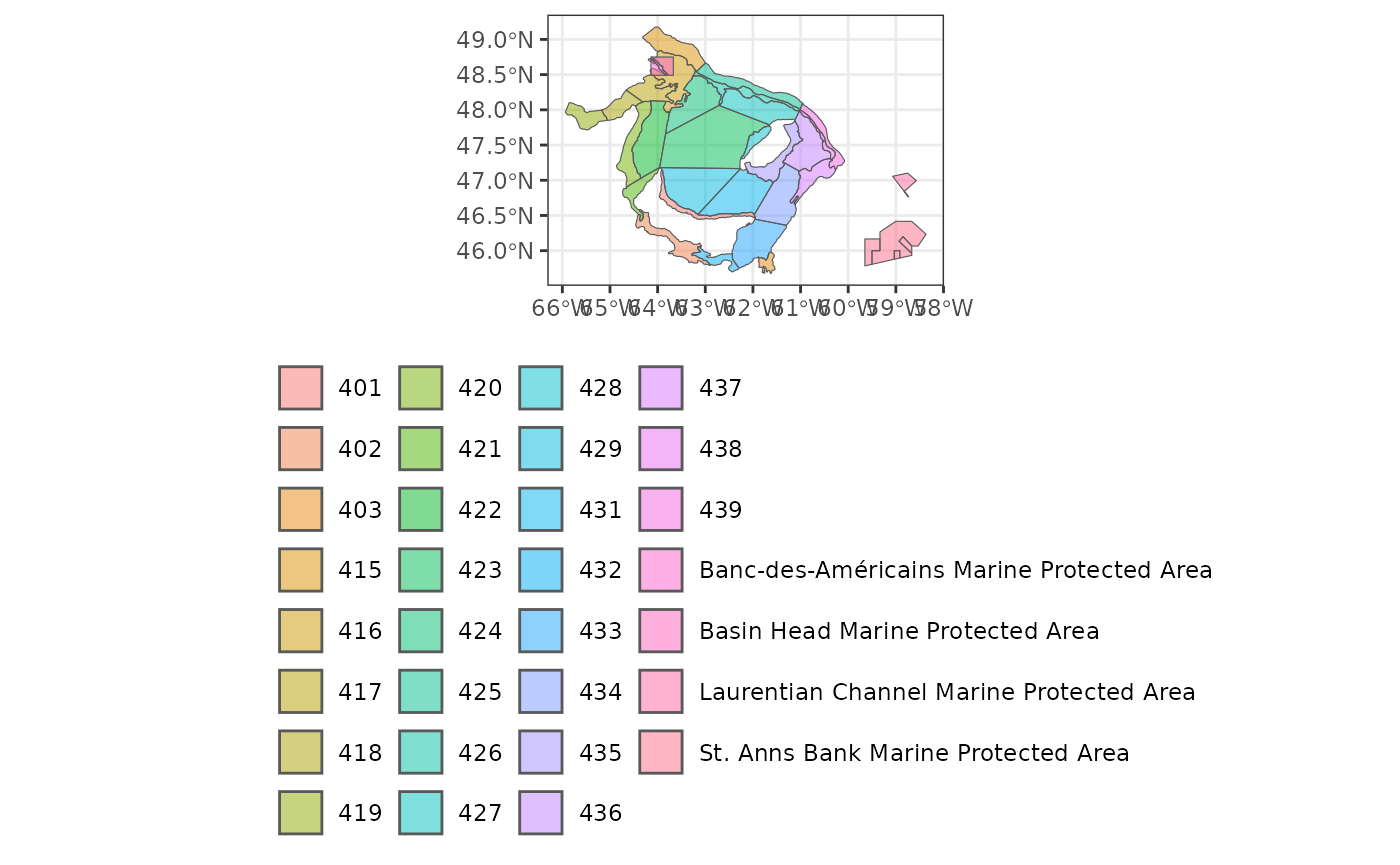 49.0°N
48.5°N
48.0°N
47.5°N
47.0°N
46.5°N
46.0°N
66°W 65°W 64°W 63°W 62°W 61°W 60°W 59°W 58°W
401 420 428 437
402 421 429 438
403 422 431 439
415 423 432 Banc-des-Américains Marine Protected Area
416 424 433 Basin Head Marine Protected Area
417 425 434 Laurentian Channel Marine Protected Area
418 426 435 St. Anns Bank Marine Protected Area
419 427 436